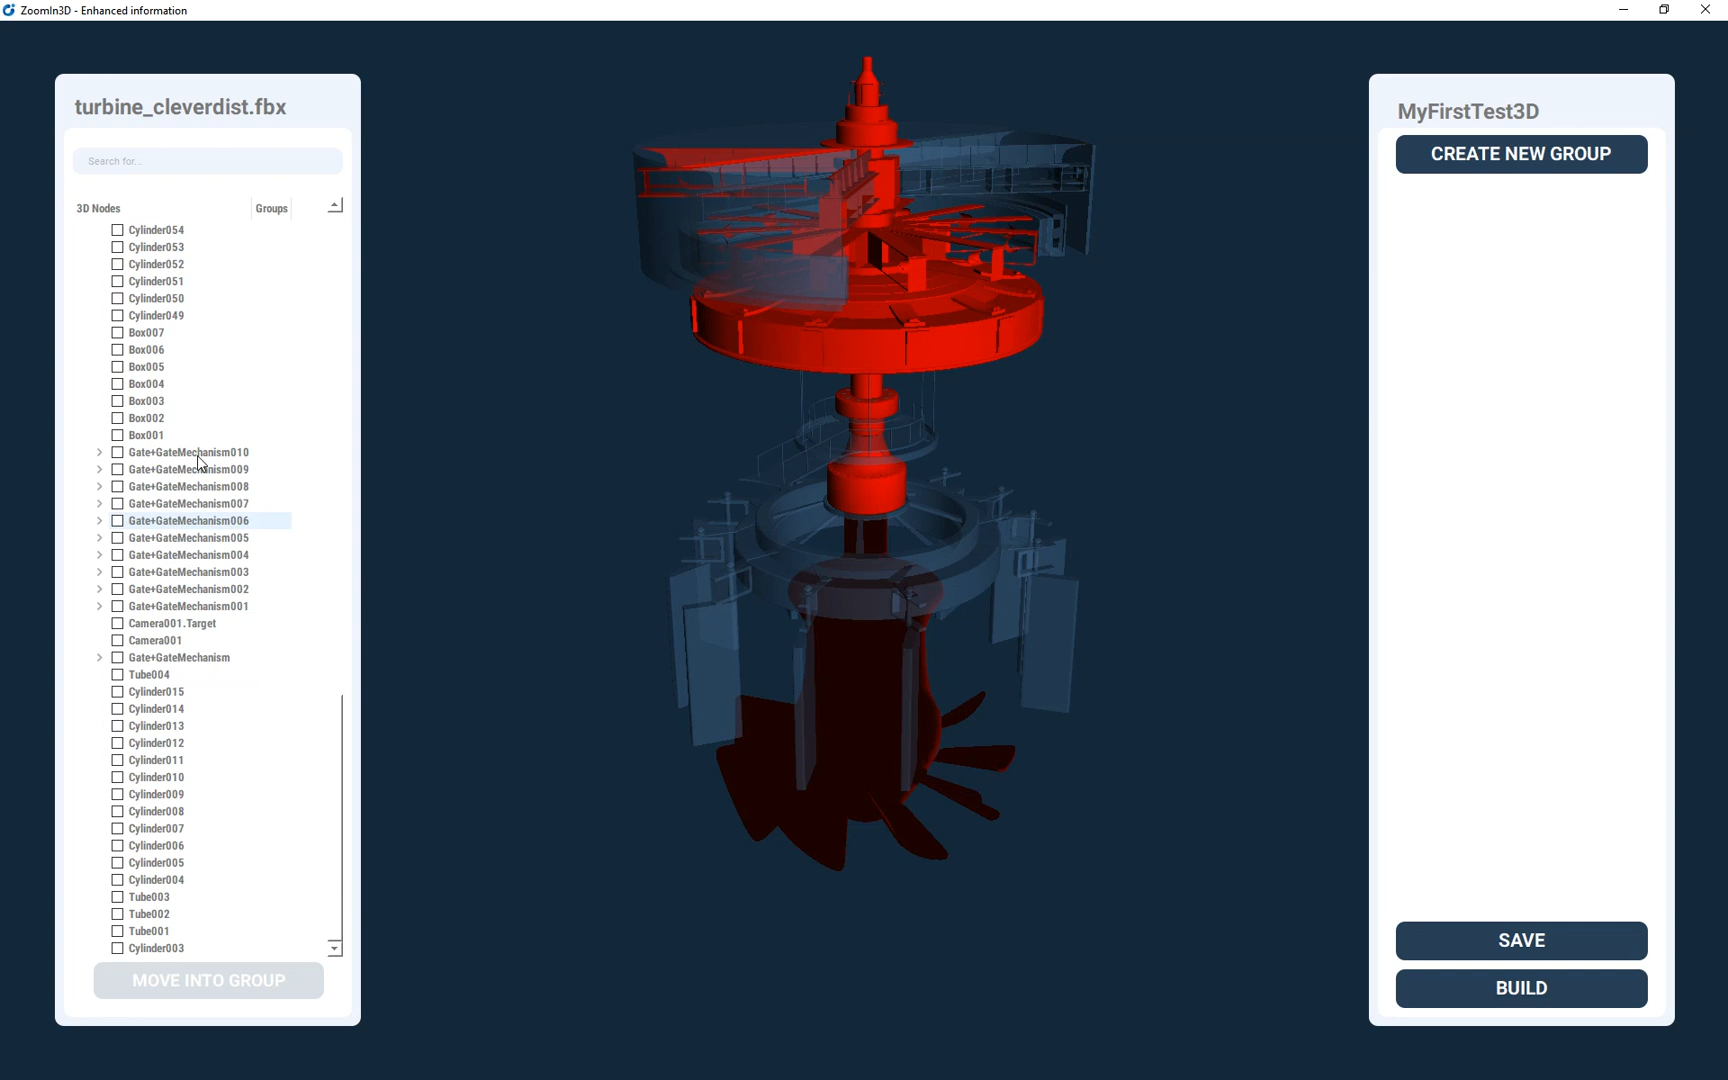 ZoomIn3D - Enhanced information
turbine_cleverdist.fbx
Search for...
3D Nodes
Groups
Cylinder054
Cylinder053
Cylinder052
Cylinder051
Cylinder050
Cylinder049
Box007
Box006
Box005
Box004
Box003
Box002
Box001
Gate+GateMechanism010
Gate+GateMechanism009
Gate+GateMechanism008
Gate+GateMechanism007
Gate+GateMechanism006
Gate+GateMechanism005
Gate+GateMechanism004
Gate+GateMechanism003
Gate+GateMechanism002
Gate+GateMechanism001
Camera001.Target
Camera001
Gate+GateMechanism
Tube004
Cylinder015
Cylinder014
Cylinder013
Cylinder012
Cylinder011
Cylinder010
Cylinder009
Cylinder008
Cylinder007
Cylinder006
Cylinder005
Cylinder004
Tube003
Tube002
Tube001
Cylinder003
MOVE INTO GROUP
MyFirstTest3D
CREATE NEW GROUP
SAVE
BUILD